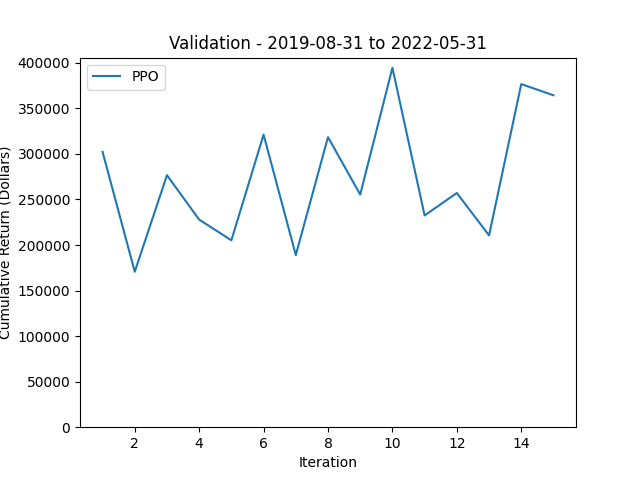 Validation - 2019-08-31 to 2022-05-31
PPO
Cumulative Return (Dollars)
400000
350000
300000
250000
200000
150000
100000
50000
0
2 4 6 8 10 12 14
Iteration